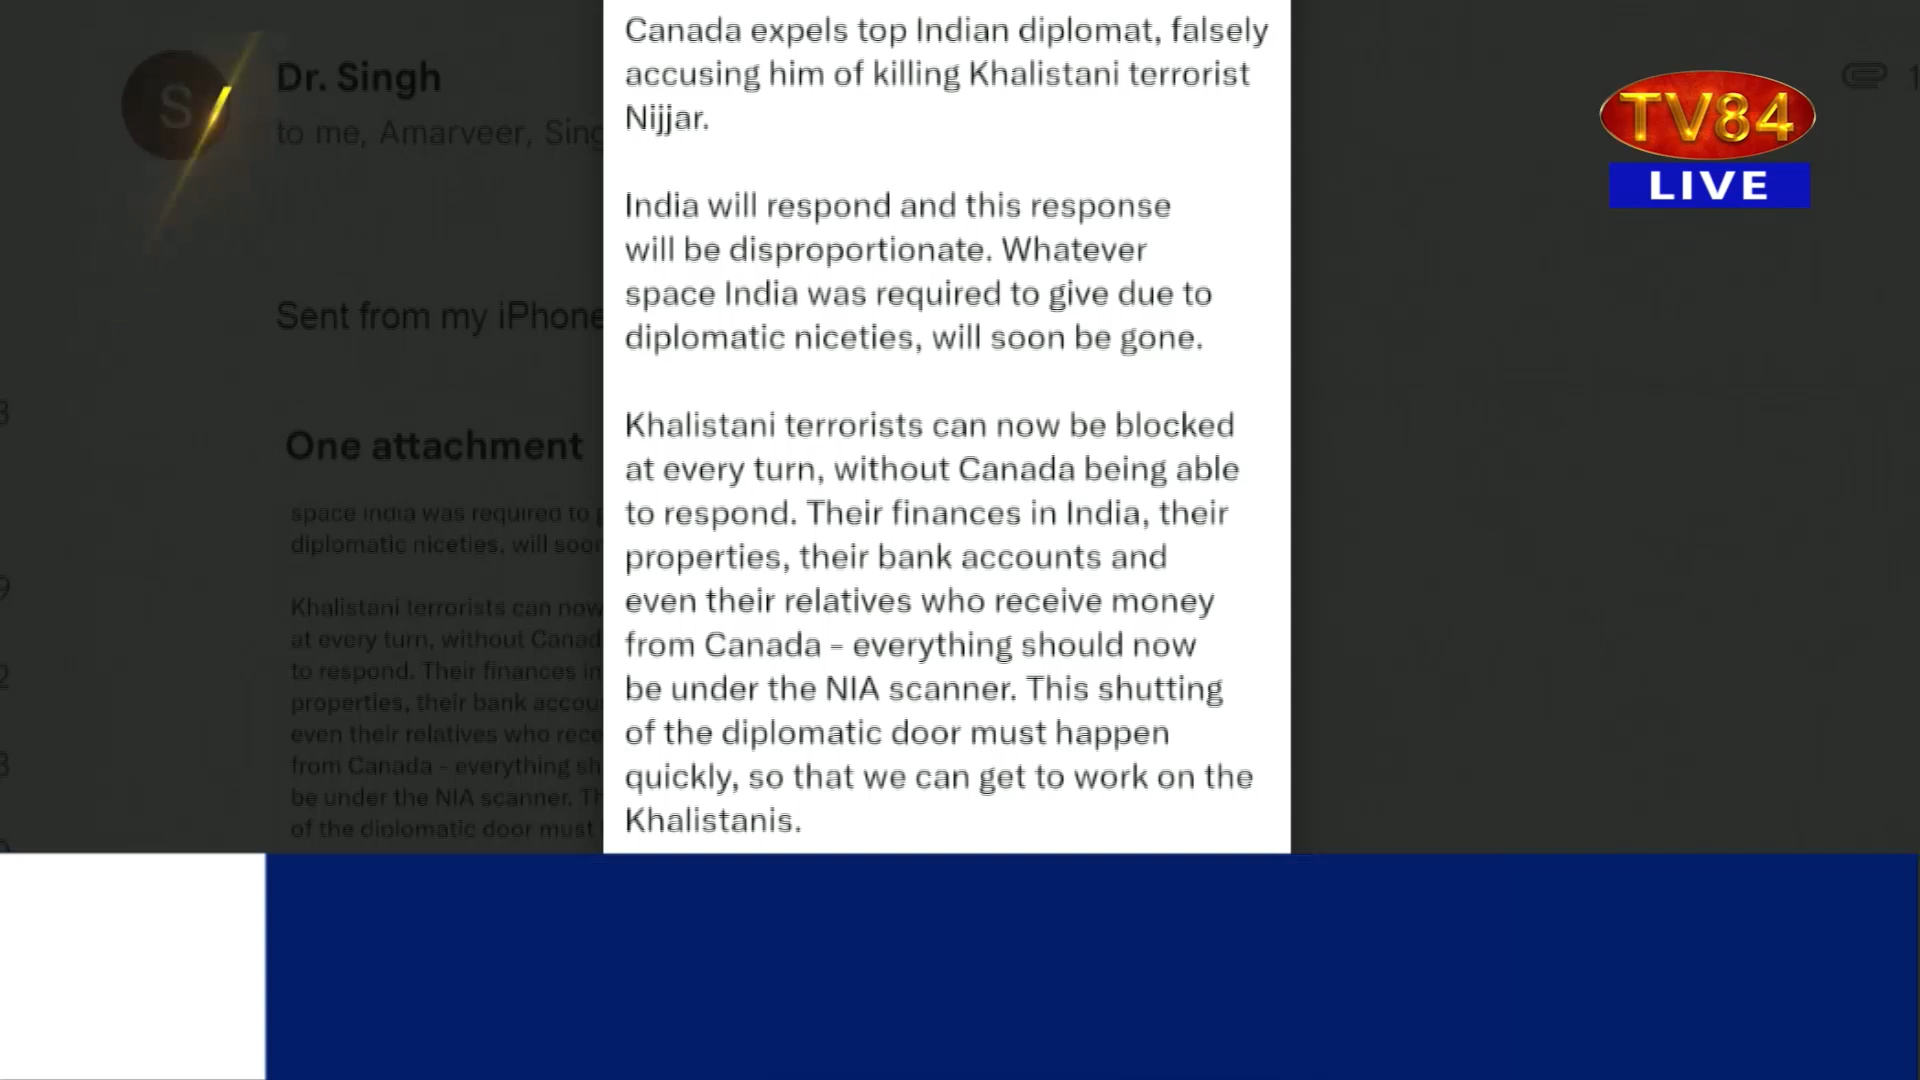 Canada expels top Indian diplomat, falsely
accusing him of killing Khalistani terrorist
Nijjar.
India will respond and this response
will be disproportionate. Whatever
space India was required to give due to
diplomatic niceties, will soon be gone.
Khalistani terrorists can now be blocked
at every turn, without Canada being able
to respond. Their finances in India, their
properties, their bank accounts and
even their relatives who receive money
from Canada - everything should now
be under the NIA scanner. This shutting
of the diplomatic door must happen
quickly, so that we can get to work on the
Khalistanis.
S
Dr. Singh
to me, Amarveer, Sing
Sent from my iPhone
One attachment
space India was required to
diplomatic niceties, will soon
Khalistani terrorists can now
at every turn, without Canad
to respond. Their finances in
properties, their bank accou
even their relatives who rece
from Canada - everything sh
be under the NIA scanner. Th
of the diplomatic door must
TV84
LIVE
1